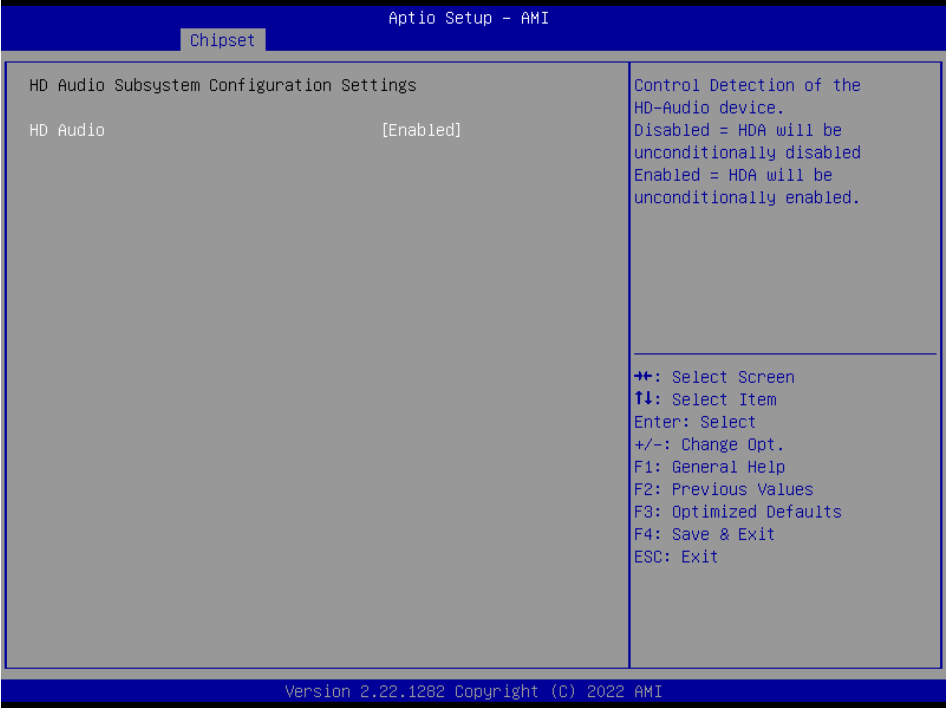 Aptio Setup – AMI
Chipset
HD Audio Subsystem Configuration Settings
HD Audio [Enabled]
Control Detection of the
HD-Audio device.
Disabled = HDA will be
unconditionally disabled
Enabled = HDA will be
unconditionally enabled.
→←: Select Screen
↑↓: Select Item
Enter: Select
+/-: Change Opt.
F1: General Help
F2: Previous Values
F3: Optimized Defaults
F4: Save & Exit
ESC: Exit
Version 2.22.1282 Copyright (C) 2022 AMI